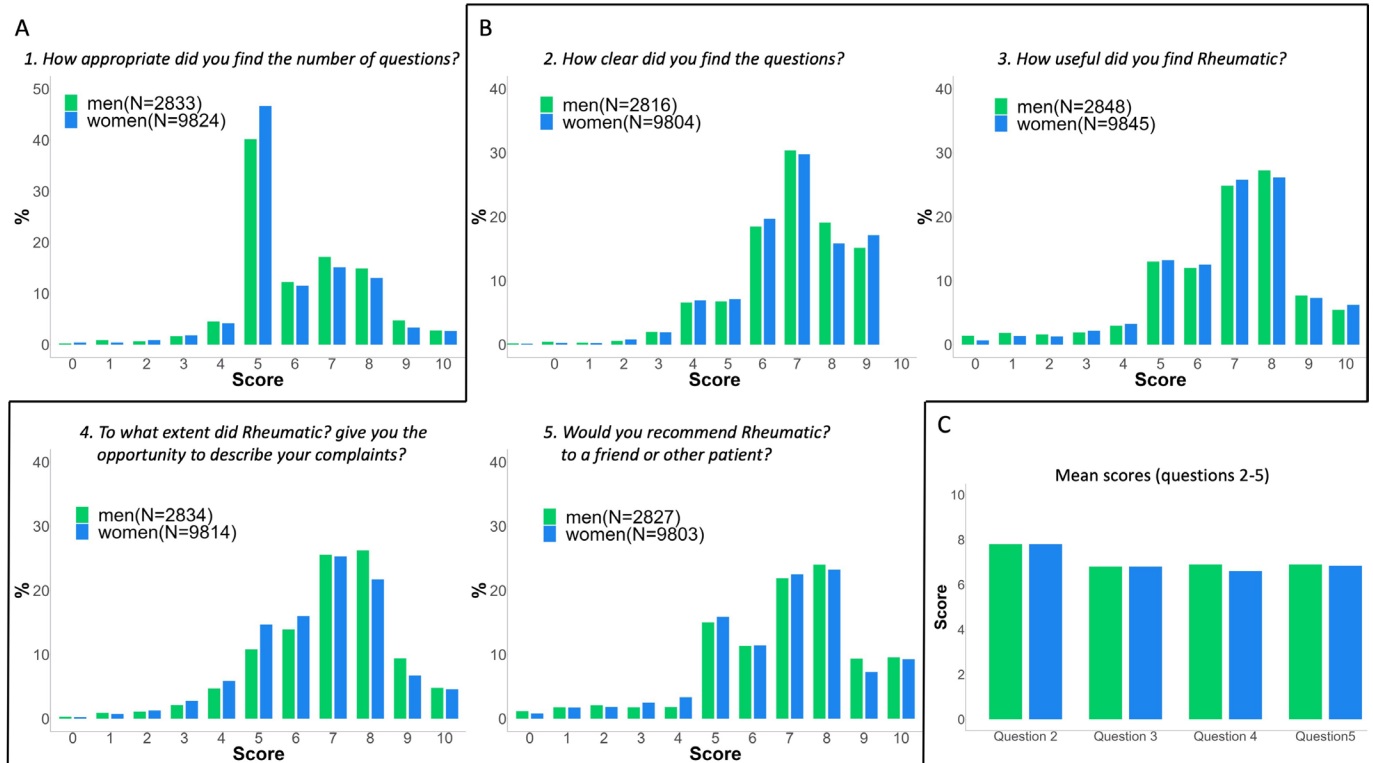 A
1. How appropriate did you find the number of questions?
50
40
30
20
10
0
%
men(N=2833)
women(N=9824)
0 1 2 3 4 5 6 7 8 9 10
Score
B
2. How clear did you find the questions?
40
30
20
10
0
%
men(N=2816)
women(N=9804)
0 1 2 3 4 5 6 7 8 9 10
Score
3. How useful did you find Rheumatic?
40
30
20
10
0
%
men(N=2848)
women(N=9845)
0 1 2 3 4 5 6 7 8 9 10
Score
4. To what extent did Rheumatic? give you the
opportunity to describe your complaints?
40
30
20
10
0
%
men(N=2834)
women(N=9814)
0 1 2 3 4 5 6 7 8 9 10
Score
5. Would you recommend Rheumatic?
to a friend or other patient?
40
30
20
10
0
%
men(N=2827)
women(N=9803)
0 1 2 3 4 5 6 7 8 9 10
Score
C
Mean scores (questions 2-5)
10
8
6
4
2
0
Score
Question 2 Question 3 Question 4 Question5